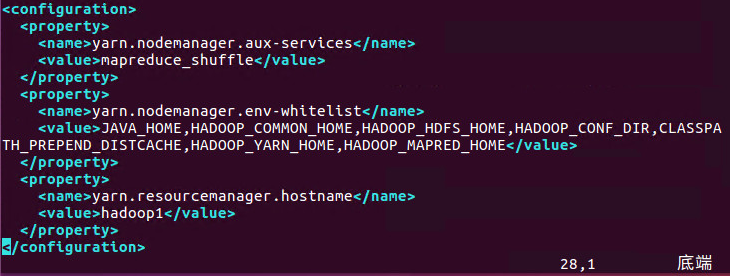 <configuration>
  <property>
    <name>yarn.nodemanager.aux-services</name>
    <value>mapreduce_shuffle</value>
  </property>
  <property>
    <name>yarn.nodemanager.env-whitelist</name>
    <value>JAVA_HOME,HADOOP_COMMON_HOME,HADOOP_HDFS_HOME,HADOOP_CONF_DIR,CLASSPA
TH_PREPEND_DISTCACHE,HADOOP_YARN_HOME,HADOOP_MAPRED_HOME</value>
  </property>
  <property>
    <name>yarn.resourcemanager.hostname</name>
    <value>hadoop1</value>
  </property>
</configuration>
28,1 底端